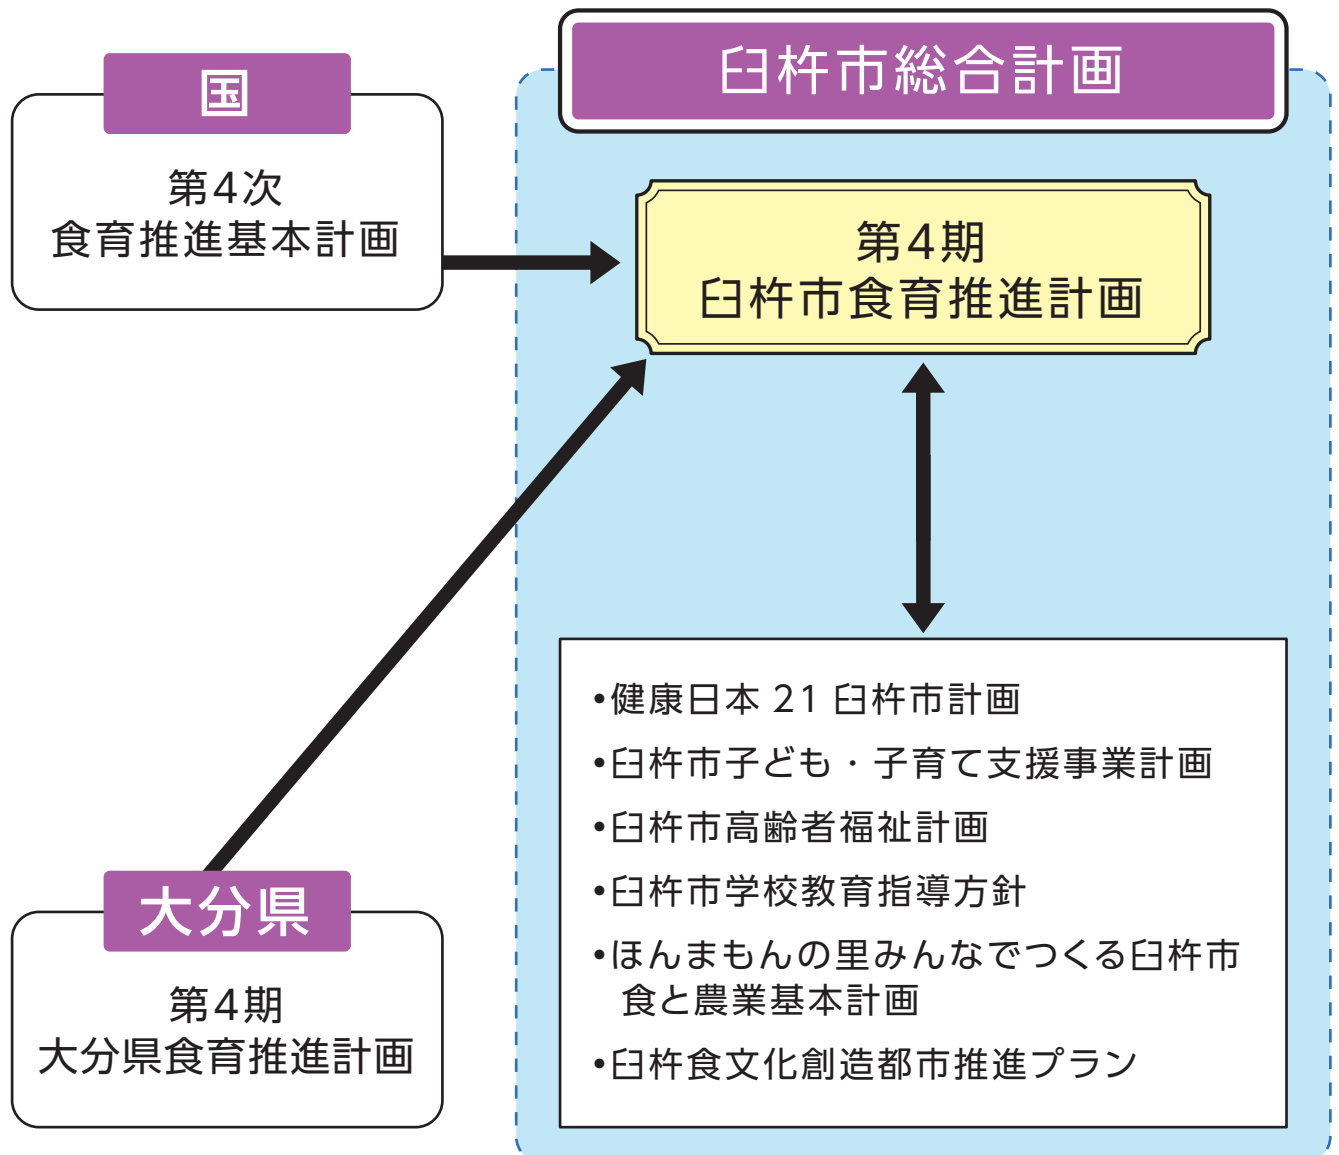 国
第4次
食育推進基本計画
臼杵市総合計画
第4期
臼杵市食育推進計画
大分県
第4期
大分県食育推進計画
•健康日本 21 臼杵市計画
•臼杵市子ども・子育て支援事業計画
•臼杵市高齢者福祉計画
•臼杵市学校教育指導方針
•ほんまもんの里みんなでつくる臼杵市
食と農業基本計画
•臼杵食文化創造都市推進プラン